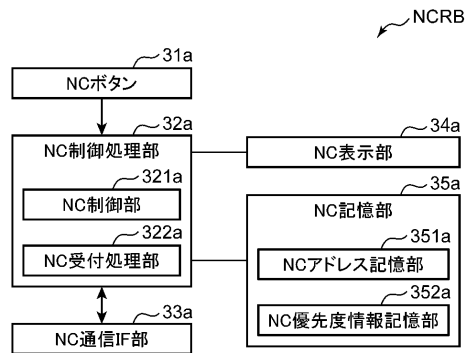 NCRB
31a
NCボタン
32a
NC制御処理部
34a
NC表示部
321a
NC制御部
35a
NC記憶部
322a
NC受付処理部
351a
NCアドレス記憶部
352a
NC優先度情報記憶部
33a
NC通信IF部